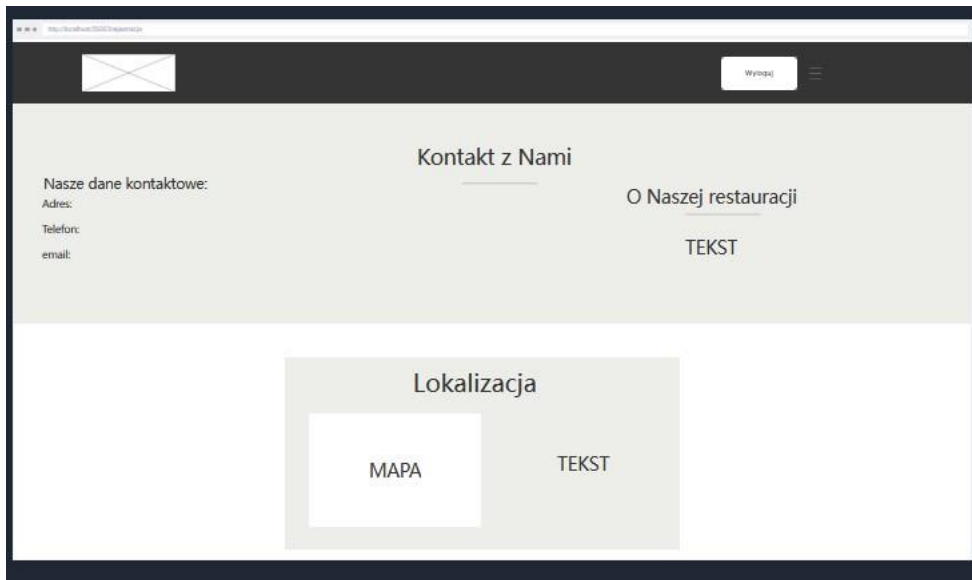 Wyloguj
Kontakt z Nami
Nasze dane kontaktowe:
Adres:
Telefon:
email:
O Naszej restauracji
TEKST
Lokalizacja
MAPA
TEKST